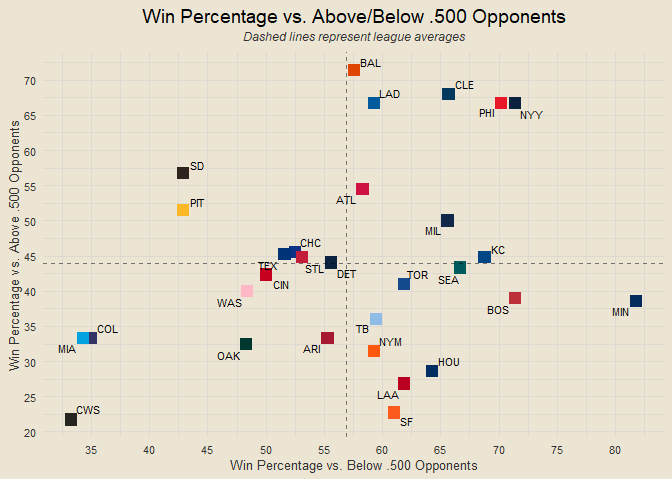 Win Percentage vs. Above/Below .500 Opponents
Dashed lines represent league averages
Win Percentage vs. Above .500 Opponents
70
65
60
55
50
45
40
35
30
25
20
BAL
CLE
LAD
PHI
NYY
SD
ATL
PIT
MIL
CHC
KC
TEX
STL
DET
SEA
TOR
CIN
WAS
BOS
MIN
TB
COL
MIA
NYM
ARI
OAK
HOU
LAA
CWS
SF
35
40
45
50
55
60
65
70
75
80
Win Percentage vs. Below .500 Opponents